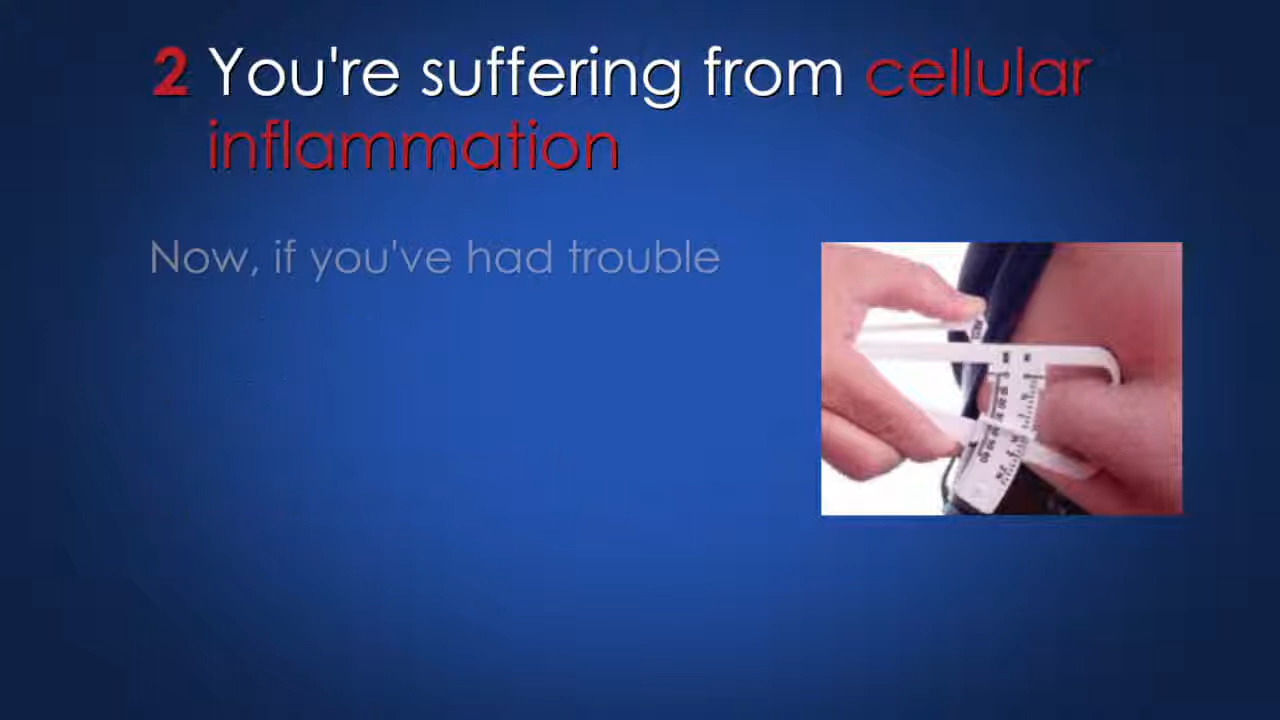 2 You're suffering from cellular
inflammation
Now, if you've had trouble